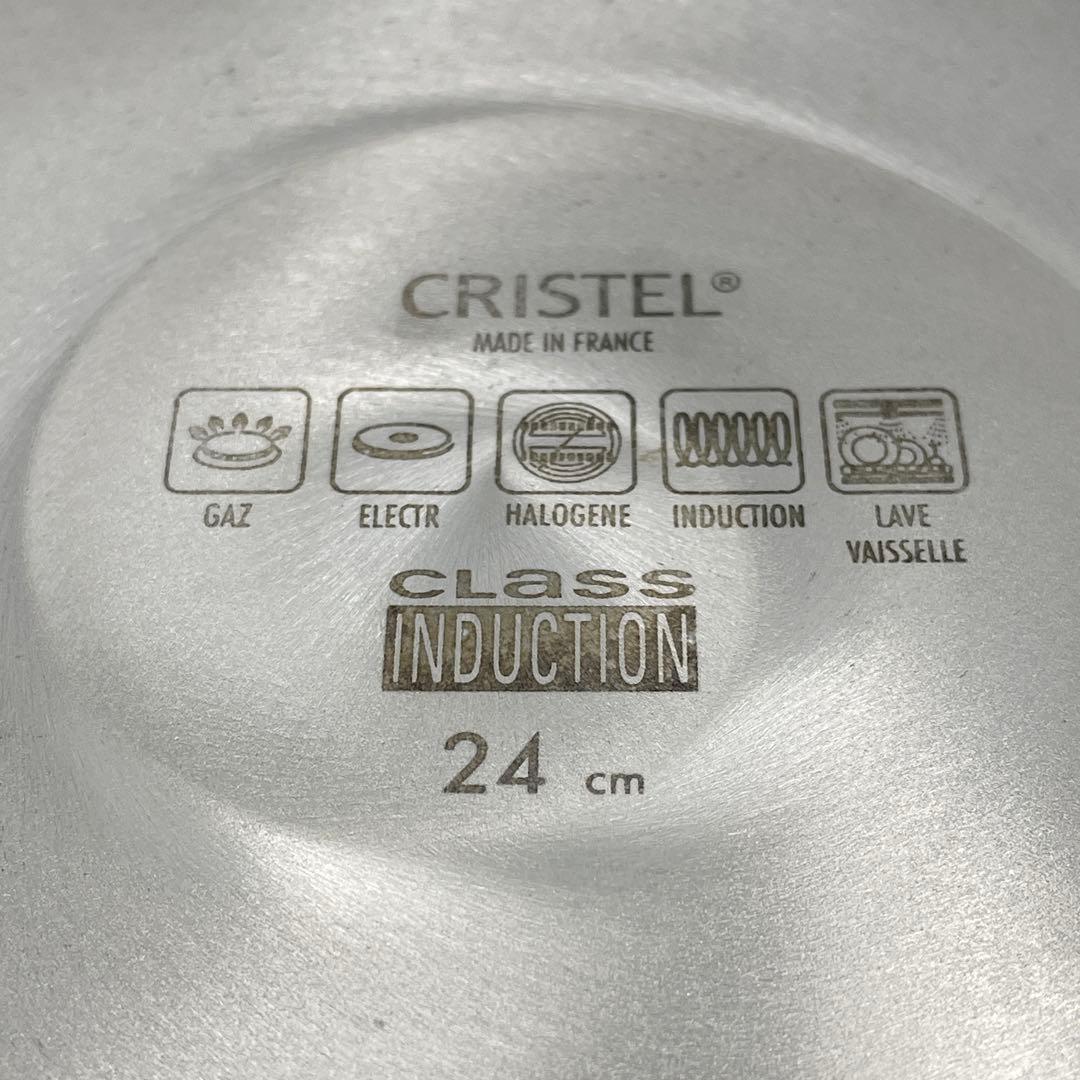 CRISTEL®
MADE IN FRANCE
GAZ ELECTR HALOGENE INDUCTION LAVE VAISSELLE
CLASS
INDUCTION
24 cm